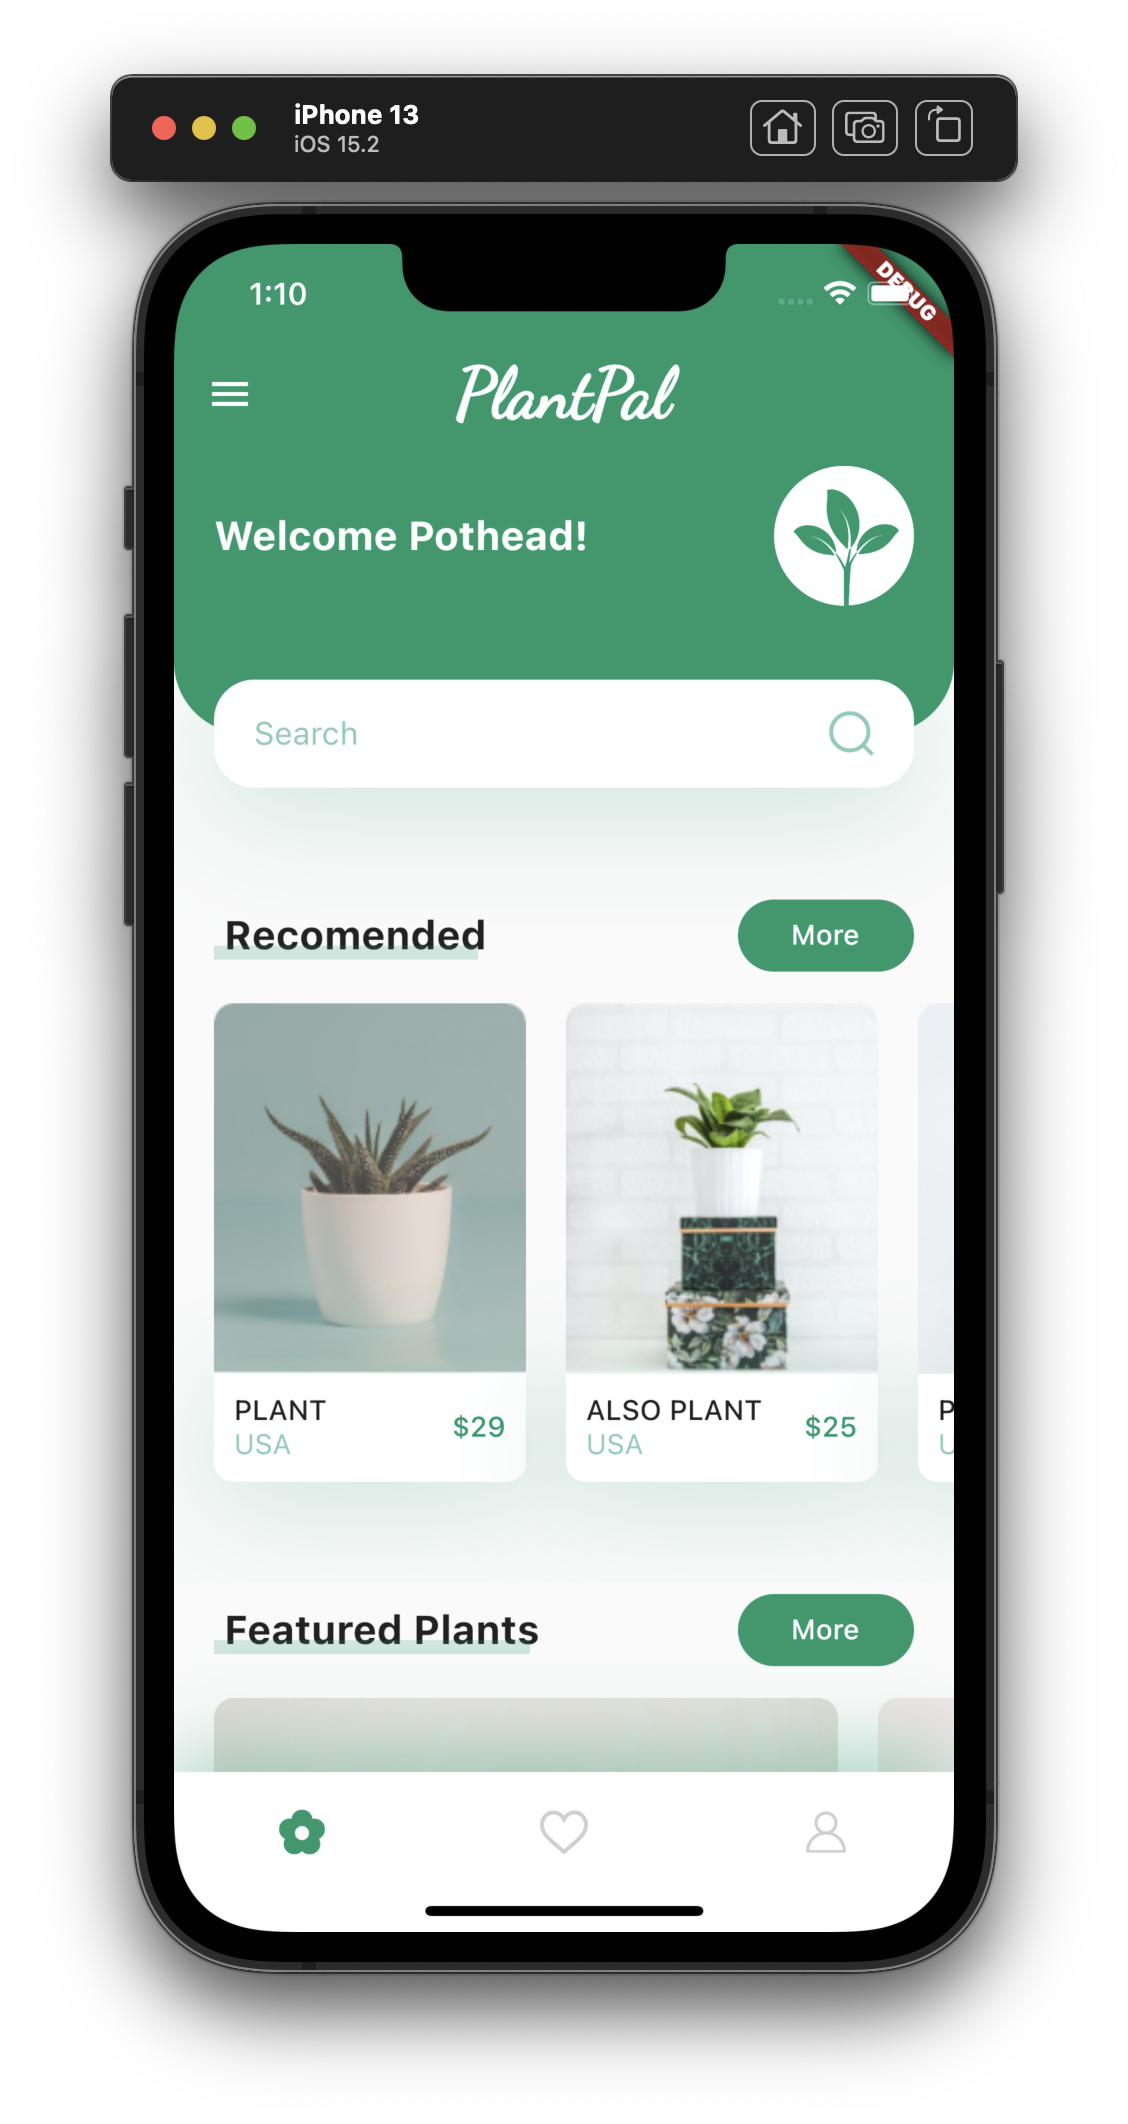 iPhone 13
iOS 15.2
1:10
DEBUG
PlantPal
Welcome Pothead!
Search
Recomended
More
PLANT
USA
$29
ALSO PLANT
USA
$25
P
U
Featured Plants
More